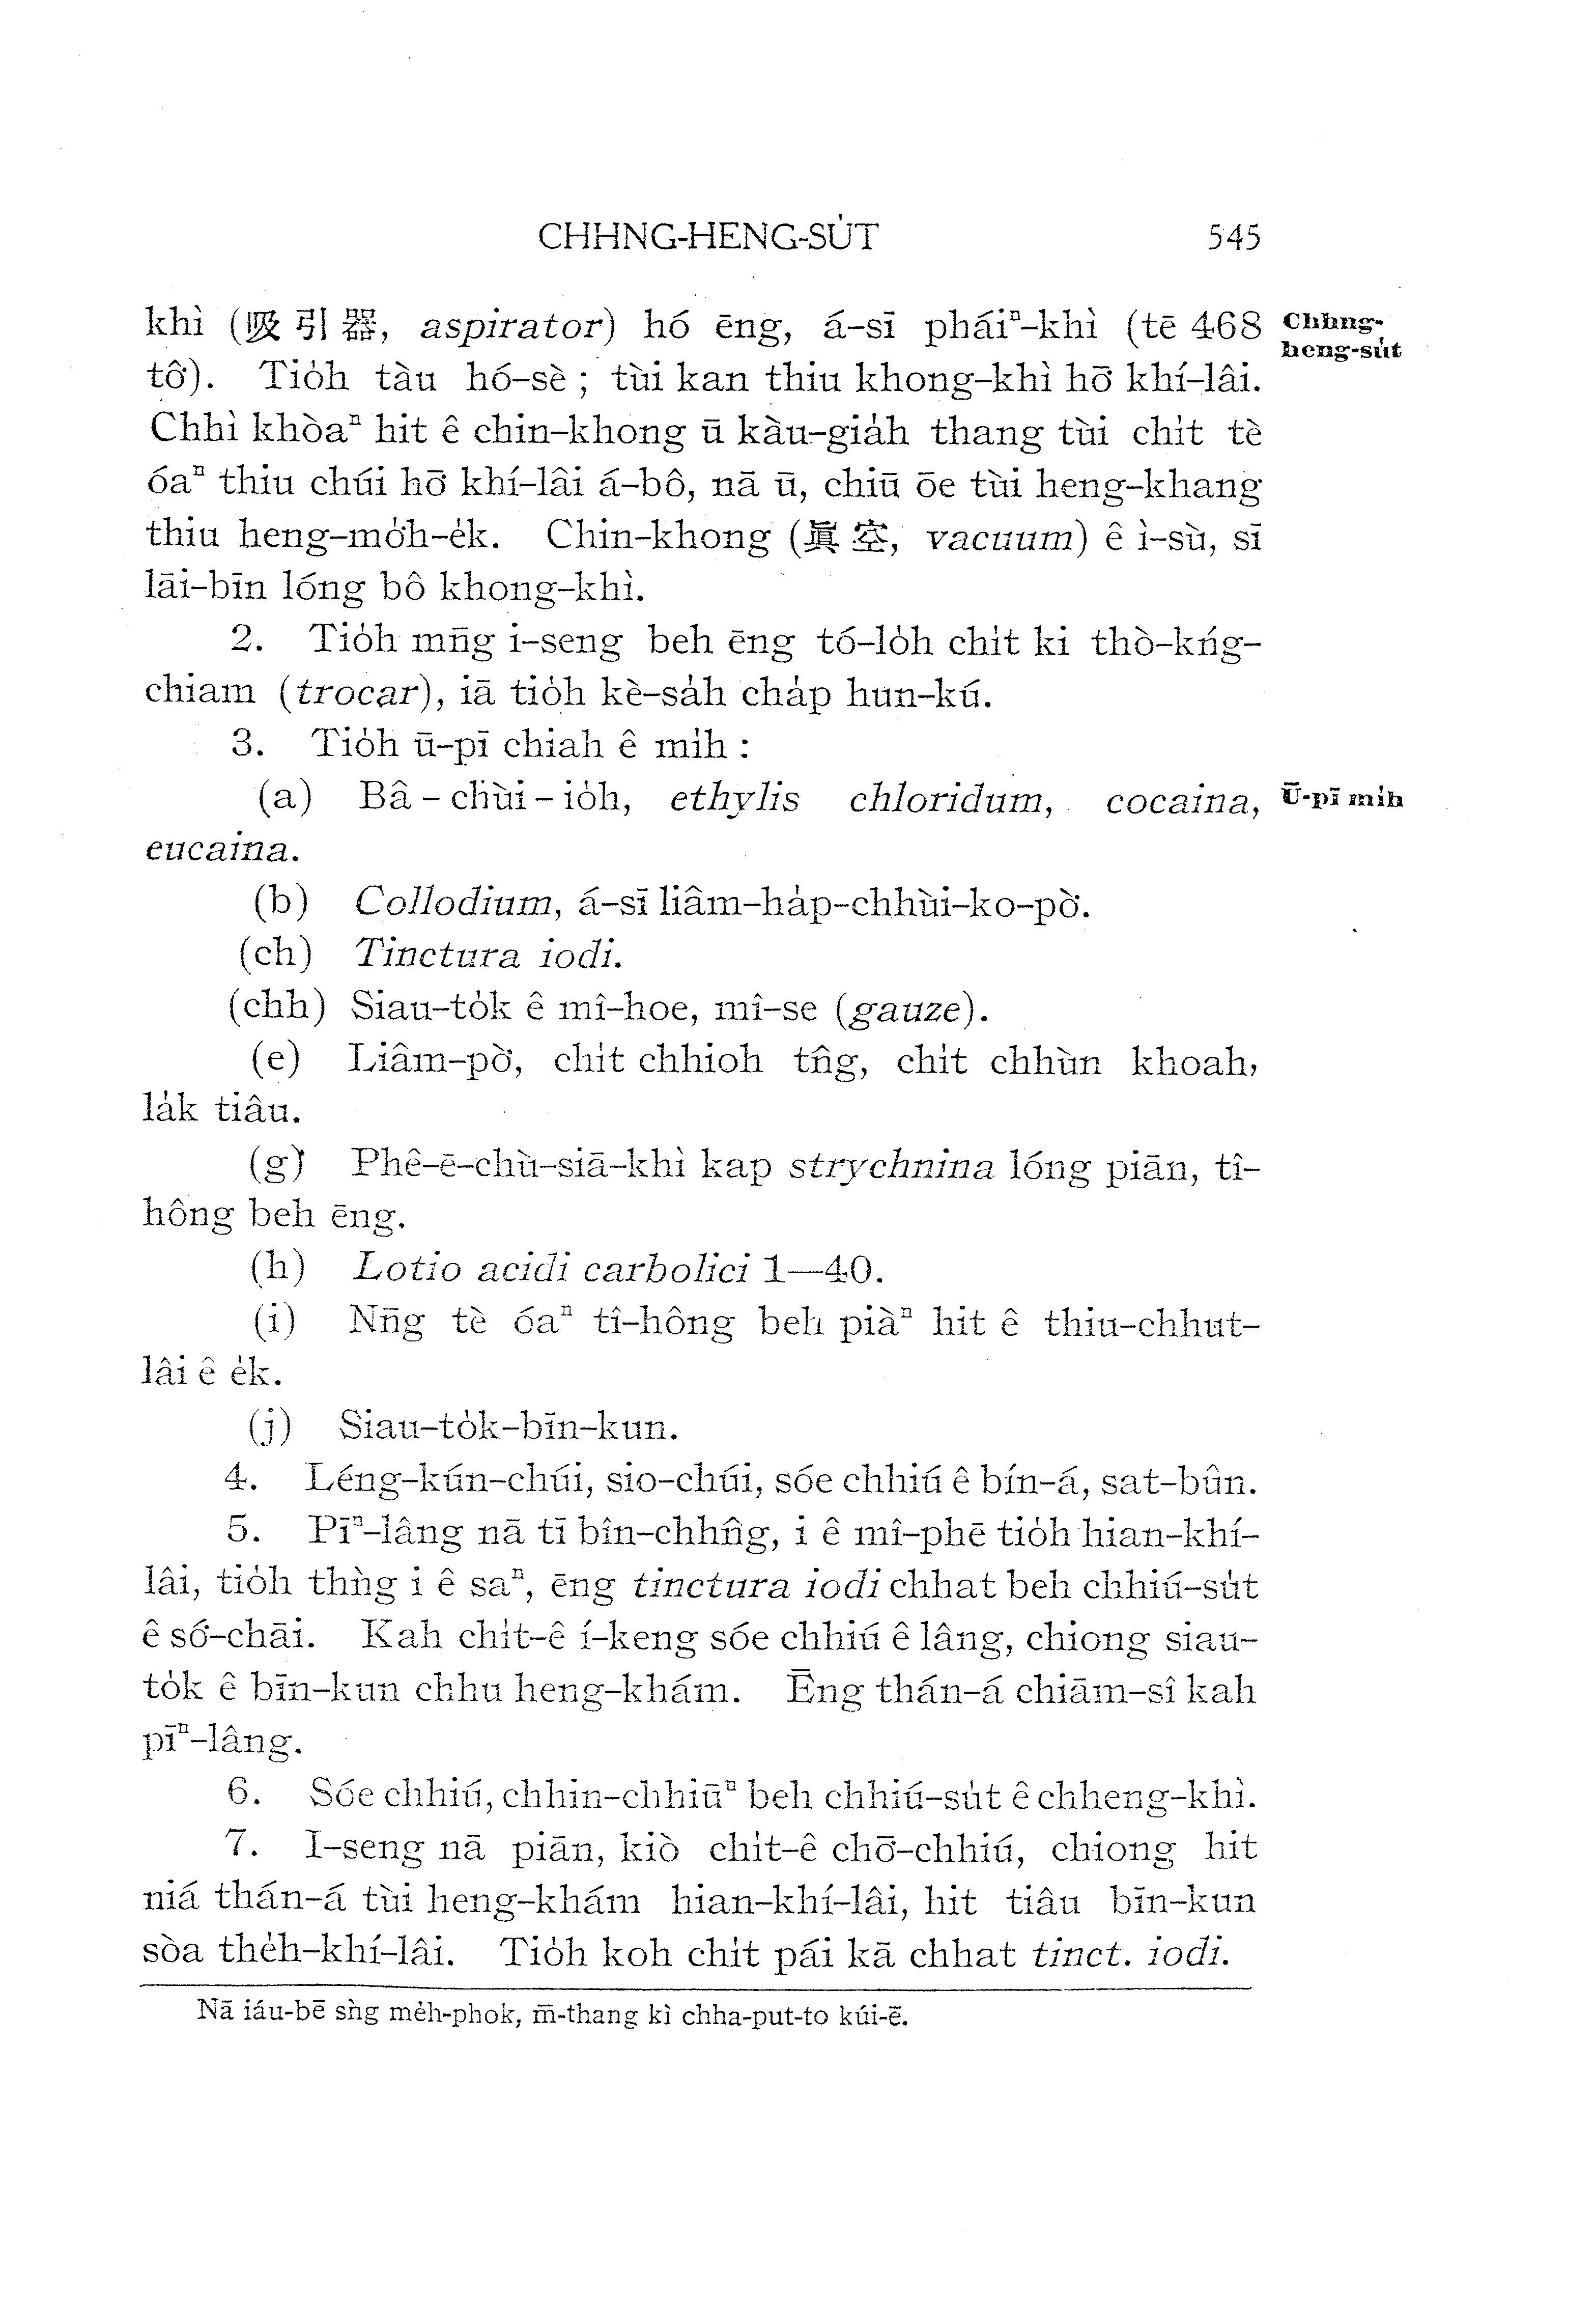 CHHNG-HENG-SU̍T 545
khì (吸引器, aspirator) hó ēng, á-sī pháiⁿ-khì (tē 468
Chhng-
heng-su̍t
tô͘). Tio̍h tàu hó-sè; tùi kan thiu khong-khì hō͘ khí-lâi.
Chhì khòaⁿ hit ê chin-khong ū kàu-gia̍h thang tùi chi̍t tè
óaⁿ thiu chúi hō͘ khí-lâi á-bô, nā ū, chiū ōe tùi heng-khang
thiu heng-mo̍͘h-e̍k. Chin-khong (眞空, vacuum) ê ì-sù, sī
lāi-bīn lóng bô khong-khì.
2. Tio̍h mn̄g i-seng beh ēng tó-lo̍h chi̍t ki thò-kńg-
chiam (trocar), iā tio̍h kè-sa̍h cha̍p hun-kú.
3. Tio̍h ū-pī chiah ê mi̍h:
(a) Bâ-chùi-io̍h, ethylis chloridum, cocaina,
Ū-pī mi̍h
eucaina.
(b) Collodium, á-sī liâm-ha̍p-chhùi-ko-pò͘.
(ch) Tinctura iodi.
(chh) Siau-to̍k ê mî-hoe, mî-se (gauze).
(e) Liâm-pò͘, chi̍t chhioh tn̂g, chi̍t chhùn khoah,
la̍k tiâu.
(g) Phê-ē-chù-siā-khì kap strychnina lóng piān, tî-
hông beh ēng.
(h) Lotio acidi carbolici 1—40.
(i) Nn̄g tè óaⁿ tî-hông beh piàⁿ hit ê thiu-chhut-
lâi ê e̍k.
(j) Siau-to̍k-bīn-kun.
4. Léng-kún-chúi, sio-chúi, sóe chhiú ê bín-á, sat-bûn.
5. Pīⁿ-lâng nā tī bîn-chhn̂g, i ê mî-phē tio̍h hian-khí-
lâi, tio̍h thǹg i ê saⁿ, ēng tinctura iodi chhat beh chhiú-su̍t
ê só͘-chāi. Kah chi̍t-ê í-keng sóe chhiú ê lâng, chiong siau-
to̍k ê bīn-kun chhu heng-khám. Ēng thán-á chiām-sî kah
pīⁿ-lâng.
6. Sóe chhiú, chhin-chhiūⁿ beh chhiú-su̍t ê chheng-khì.
7. I-seng nā piān, kiò chi̍t-ê chō͘-chhiú, chiong hit
niá thán-á tùi heng-khám hian-khí-lâi, hit tiâu bīn-kun
sòa the̍h-khí-lâi. Tio̍h koh chi̍t pái kā chhat tinct. iodi.
Nā iáu-bē sǹg me̍h-phok, m̄-thang kì chha-put-to kúi-ē.